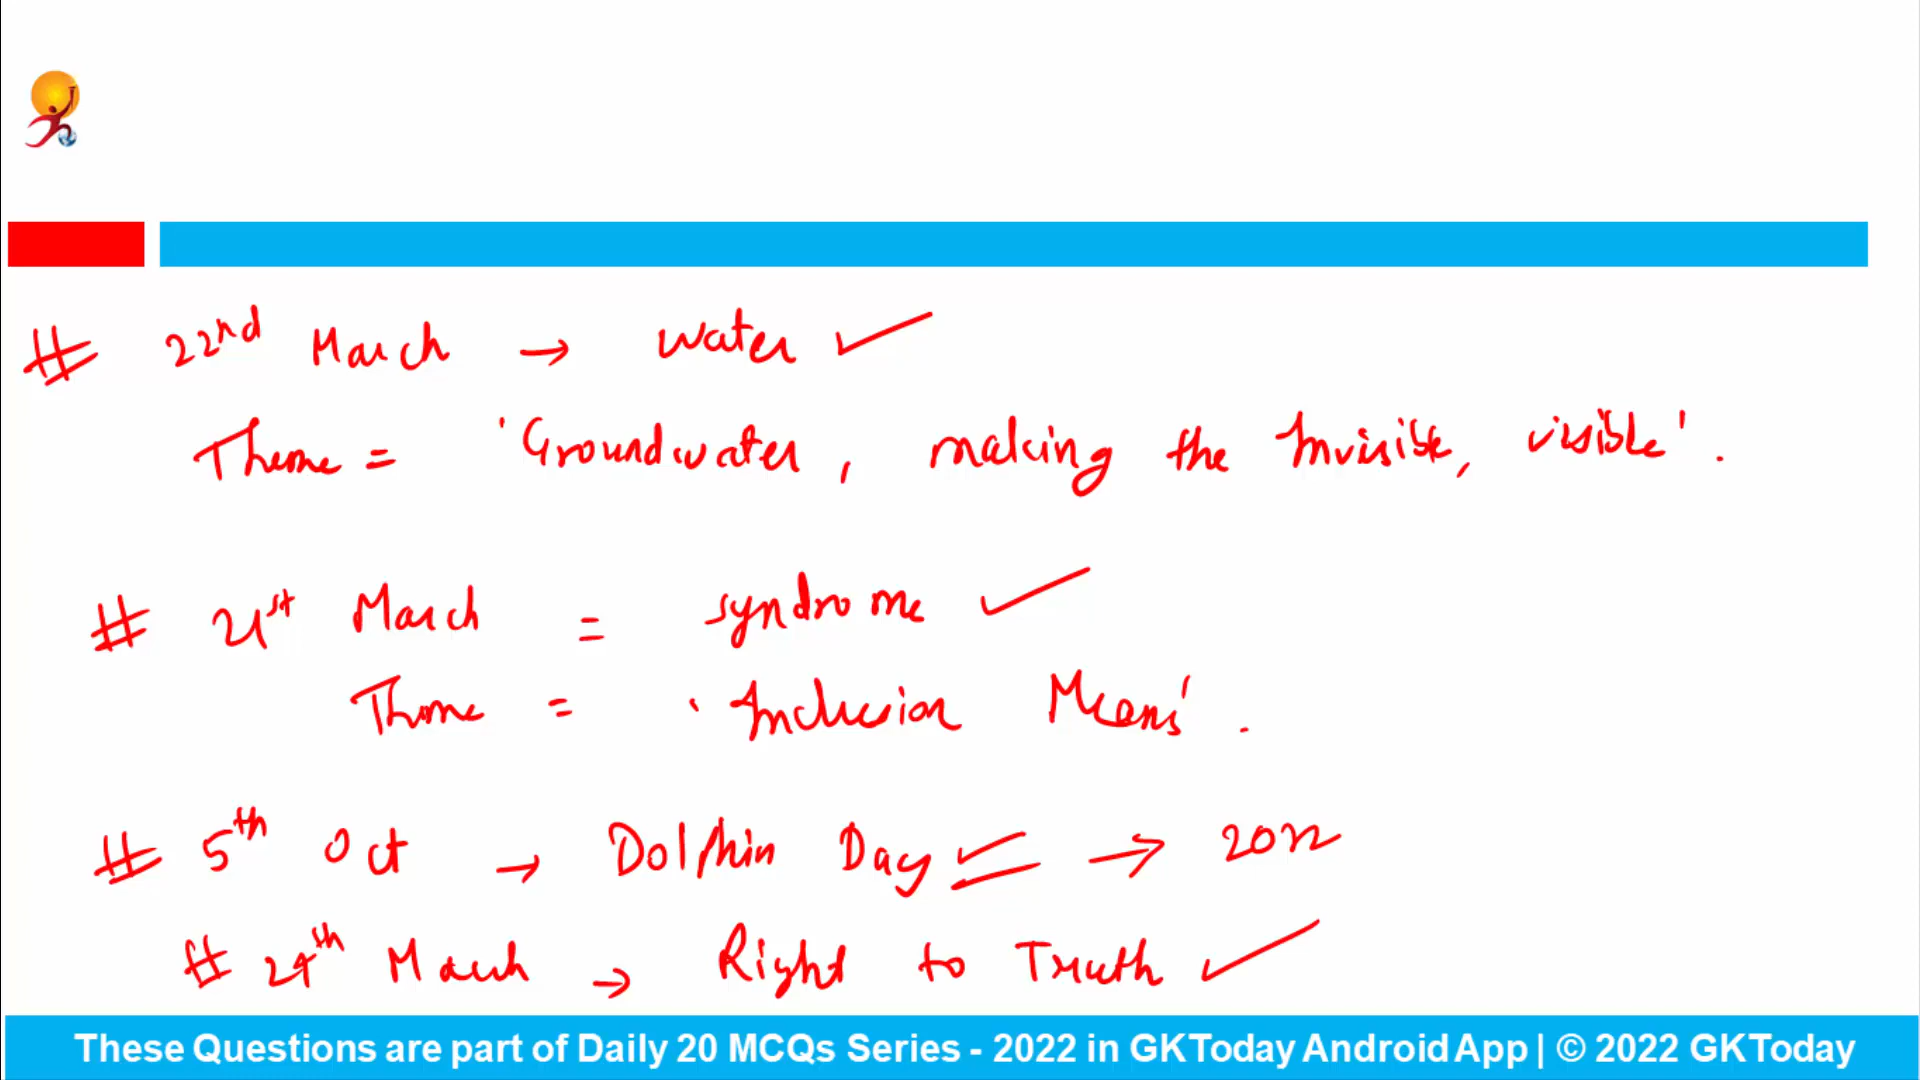 # 22nd March → water ✓
Theme = 'Groundwater, making the Invisible, visible'.
# 21st March = syndrome ✓
Theme = 'Inclusion Means'.
# 5th Oct → Dolphin Day ✓ → 2022
# 24th March → Right to Truth ✓
These Questions are part of Daily 20 MCQs Series - 2022 in GKToday Android App | © 2022 GKToday